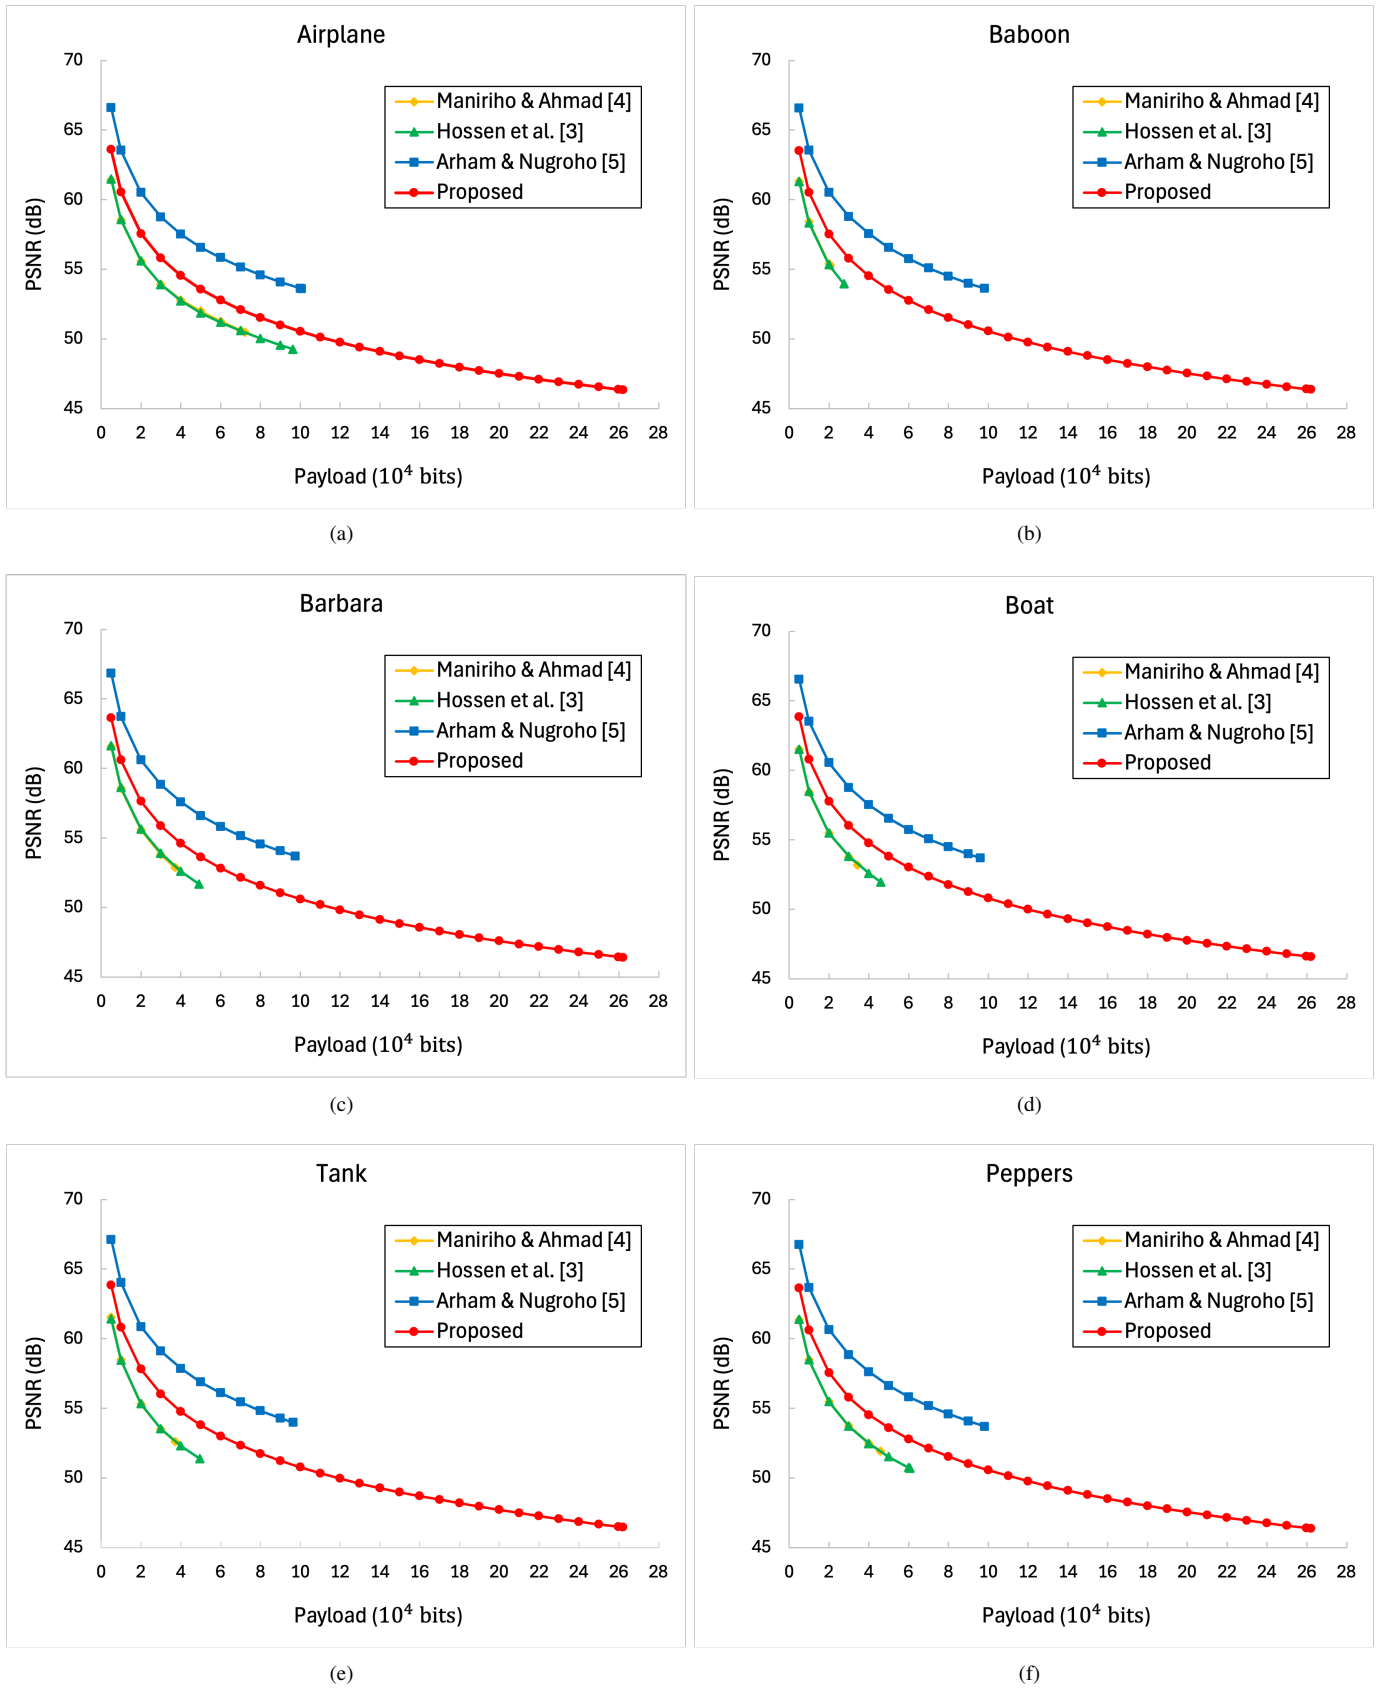 Airplane
70
65
60
55
50
45
PSNR (dB)
Maniriho & Ahmad [4]
Hossen et al. [3]
Arham & Nugroho [5]
Proposed
0 2 4 6 8 10 12 14 16 18 20 22 24 26 28
Payload (10⁴ bits)
(a)
Baboon
70
65
60
55
50
45
PSNR (dB)
Maniriho & Ahmad [4]
Hossen et al. [3]
Arham & Nugroho [5]
Proposed
0 2 4 6 8 10 12 14 16 18 20 22 24 26 28
Payload (10⁴ bits)
(b)
Barbara
70
65
60
55
50
45
PSNR (dB)
Maniriho & Ahmad [4]
Hossen et al. [3]
Arham & Nugroho [5]
Proposed
0 2 4 6 8 10 12 14 16 18 20 22 24 26 28
Payload (10⁴ bits)
(c)
Boat
70
65
60
55
50
45
PSNR (dB)
Maniriho & Ahmad [4]
Hossen et al. [3]
Arham & Nugroho [5]
Proposed
0 2 4 6 8 10 12 14 16 18 20 22 24 26 28
Payload (10⁴ bits)
(d)
Tank
70
65
60
55
50
45
PSNR (dB)
Maniriho & Ahmad [4]
Hossen et al. [3]
Arham & Nugroho [5]
Proposed
0 2 4 6 8 10 12 14 16 18 20 22 24 26 28
Payload (10⁴ bits)
(e)
Peppers
70
65
60
55
50
45
PSNR (dB)
Maniriho & Ahmad [4]
Hossen et al. [3]
Arham & Nugroho [5]
Proposed
0 2 4 6 8 10 12 14 16 18 20 22 24 26 28
Payload (10⁴ bits)
(f)